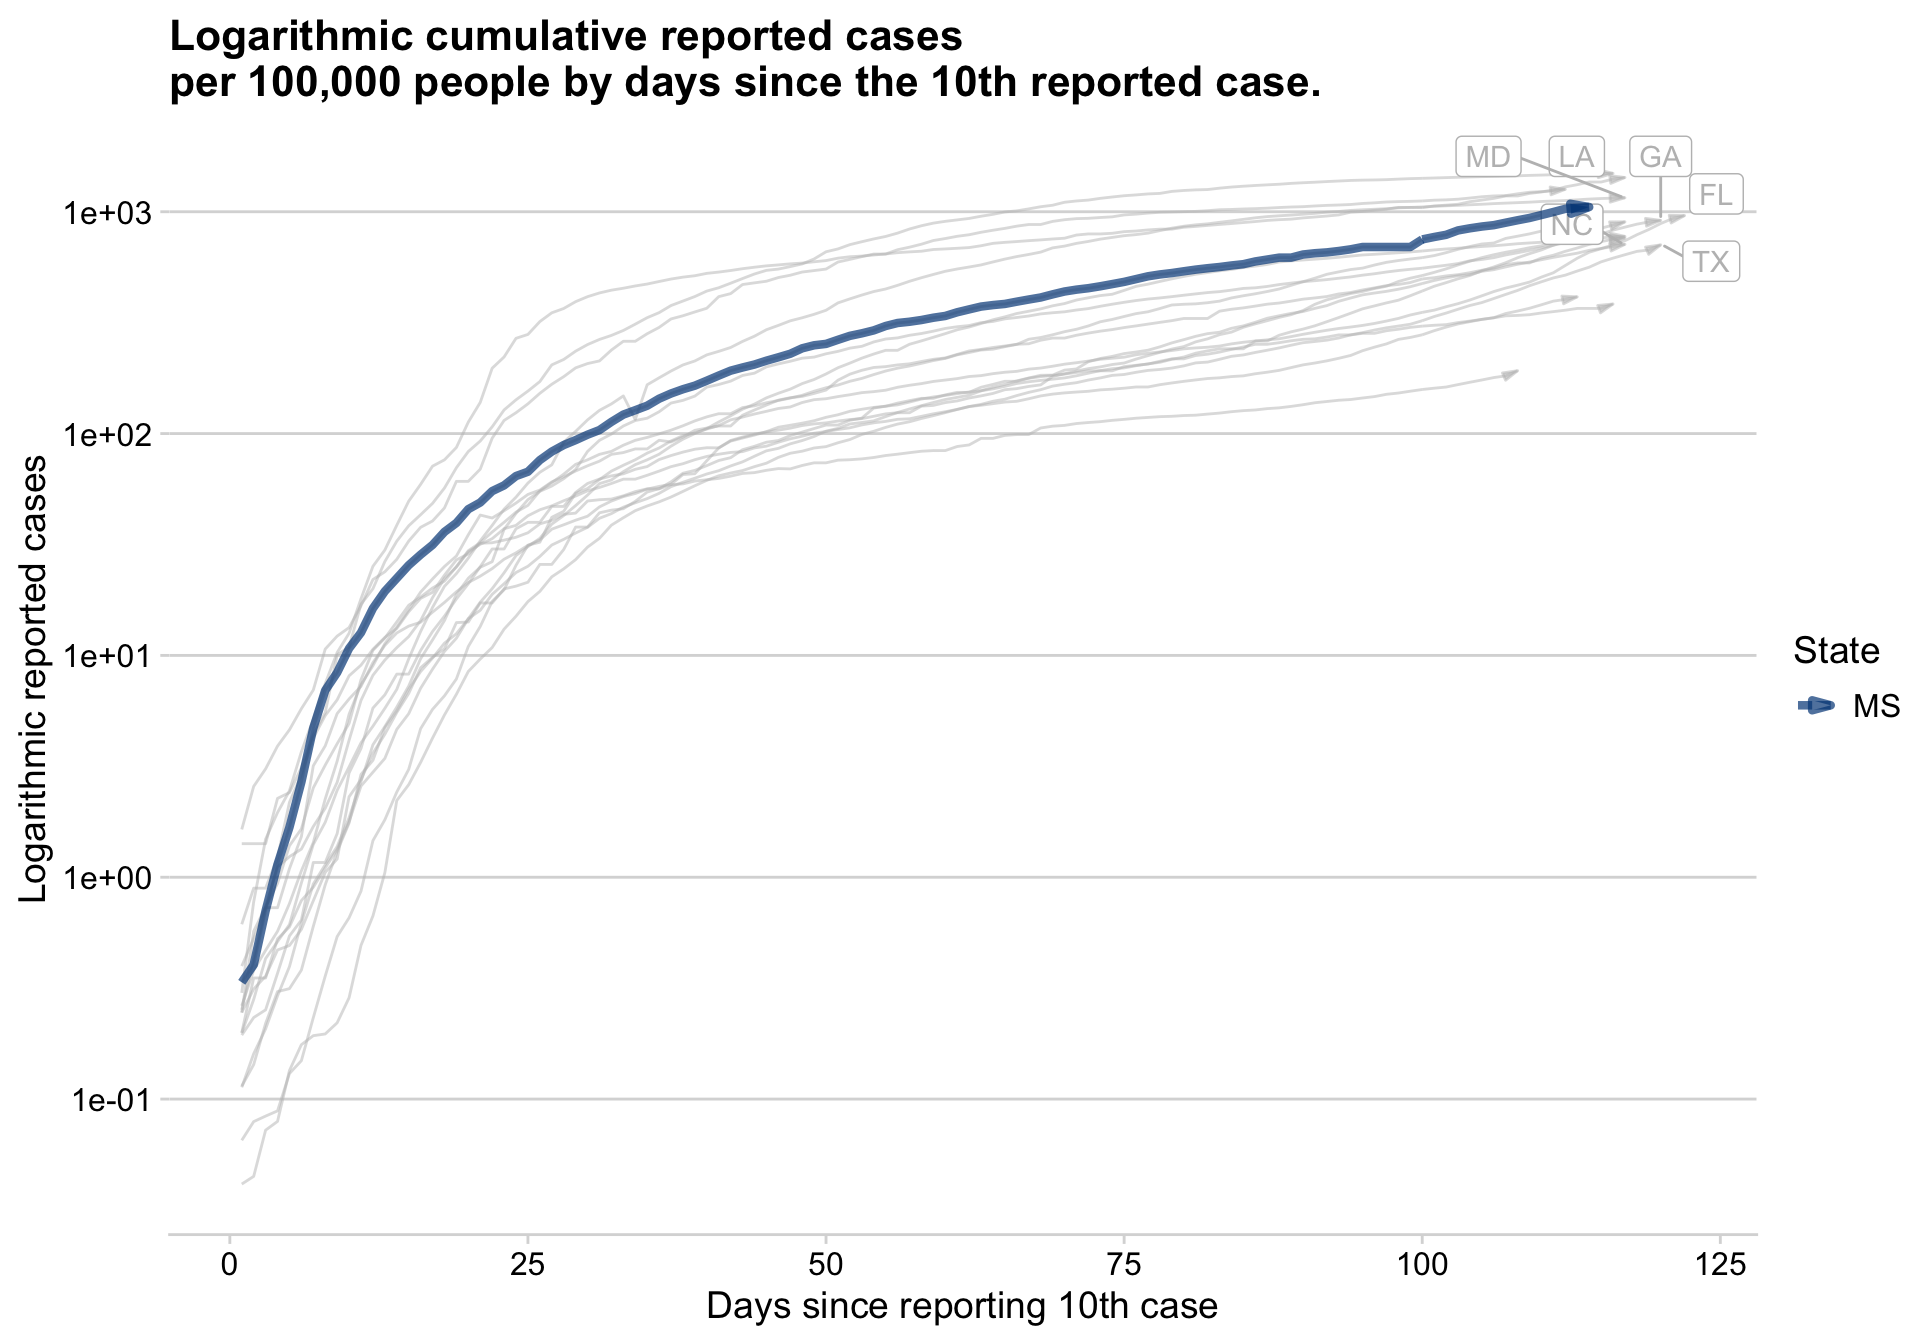 Logarithmic cumulative reported cases
per 100,000 people by days since the 10th reported case.
MD
LA
GA
FL
NC
TX
1e+03
1e+02
1e+01
1e+00
1e-01
Logarithmic reported cases
State
MS
0
25
50
75
100
125
Days since reporting 10th case